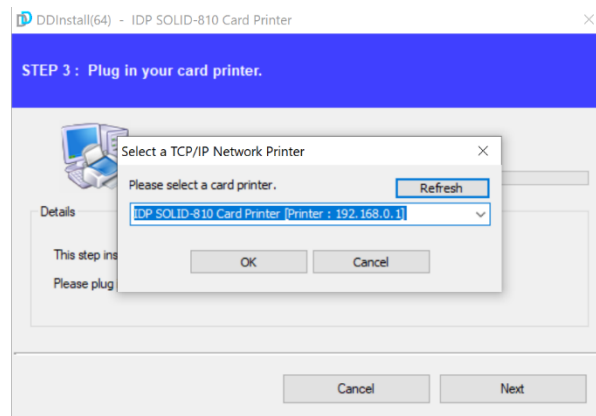 DDInstall(64) - IDP SOLID-810 Card Printer
STEP 3 : Plug in your card printer.
Select a TCP/IP Network Printer
Please select a card printer.
Refresh
IDP SOLID-810 Card Printer [Printer : 192.168.0.1]
OK Cancel
Details
This step ins
Please plug
Cancel Next